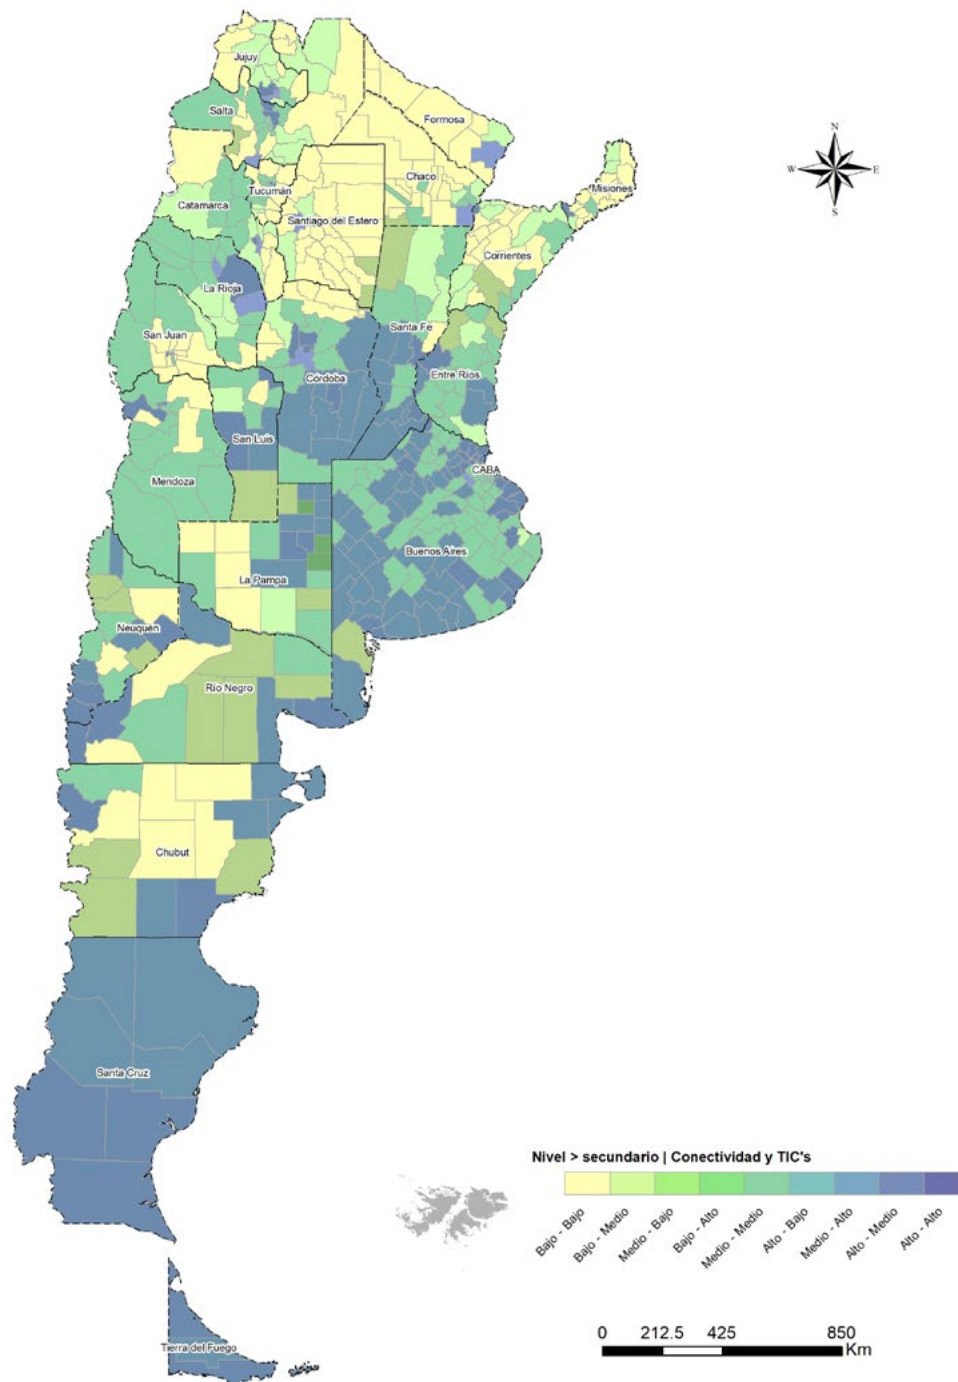 Jujuy
N
W
E
S
Salta
Formosa
Chaco
Misiones
Tucumán
Catamarca
Santiago del Estero
Corrientes
La Rioja
San Juan
Santa Fe
Entre Ríos
Córdoba
San Luis
CABA
Mendoza
Buenos Aires
La Pampa
Neuquén
Río Negro
Chubut
Santa Cruz
Tierra del Fuego
Nivel > secundario | Conectividad y TIC's
Bajo - Bajo
Bajo - Medio
Medio - Bajo
Bajo - Alto
Medio - Medio
Alto - Bajo
Medio - Alto
Alto - Medio
Alto - Alto
0 212.5 425 850
Km